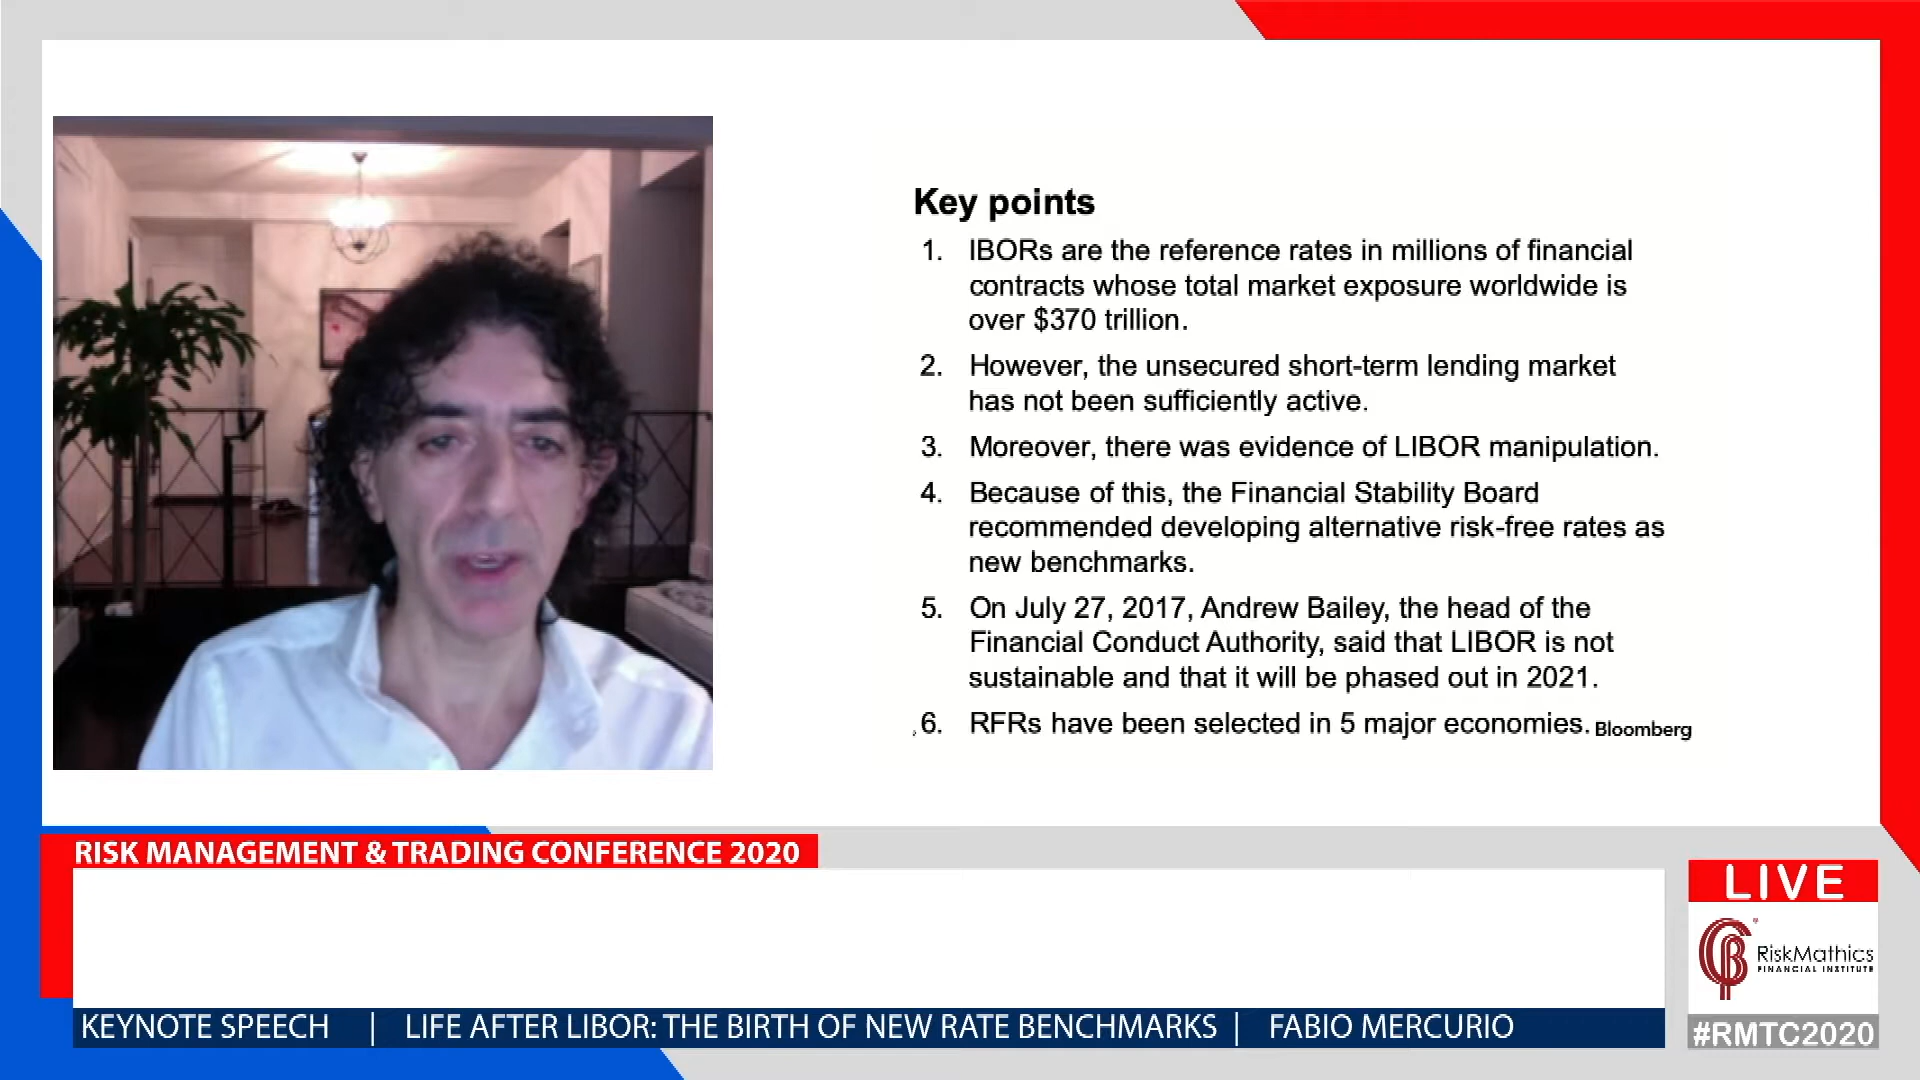 Key points
1. IBORs are the reference rates in millions of financial
contracts whose total market exposure worldwide is
over $370 trillion.
2. However, the unsecured short-term lending market
has not been sufficiently active.
3. Moreover, there was evidence of LIBOR manipulation.
4. Because of this, the Financial Stability Board
recommended developing alternative risk-free rates as
new benchmarks.
5. On July 27, 2017, Andrew Bailey, the head of the
Financial Conduct Authority, said that LIBOR is not
sustainable and that it will be phased out in 2021.
6. RFRs have been selected in 5 major economies.
Bloomberg
RISK MANAGEMENT & TRADING CONFERENCE 2020
LIVE
RiskMathics
FINANCIAL INSTITUTE
KEYNOTE SPEECH | LIFE AFTER LIBOR: THE BIRTH OF NEW RATE BENCHMARKS | FABIO MERCURIO
#RMTC2020